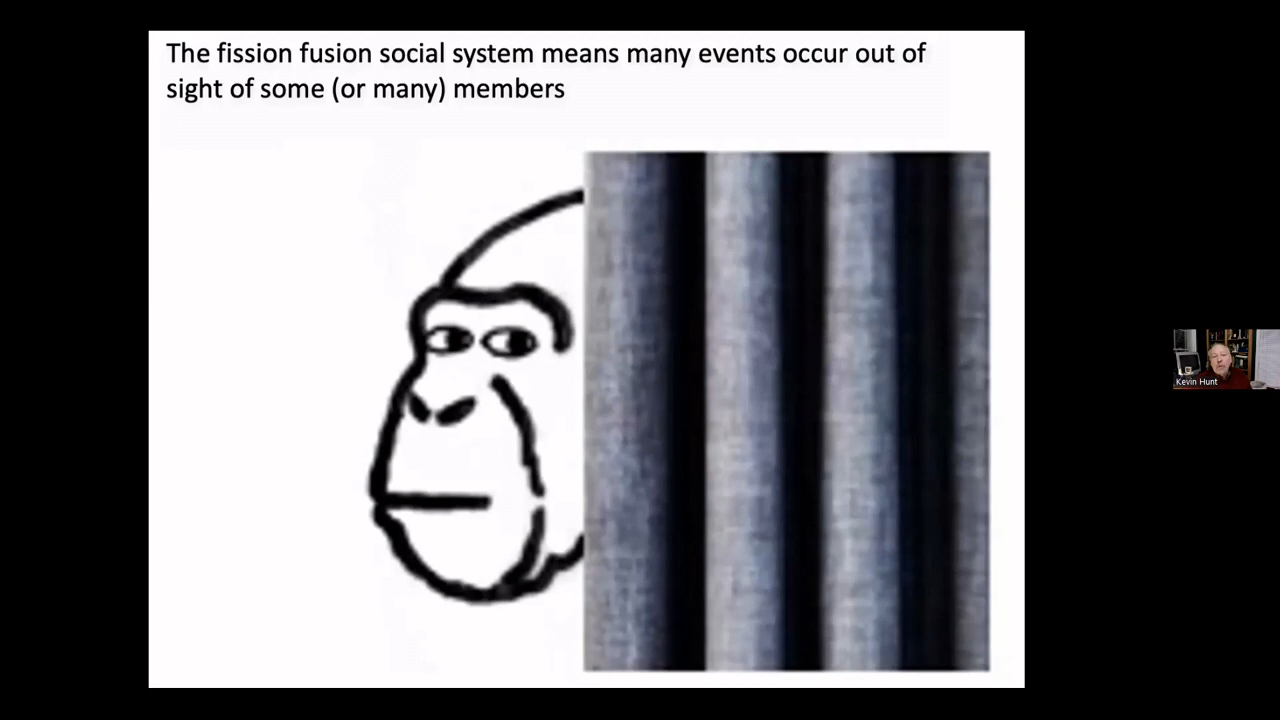 The fission fusion social system means many events occur out of
sight of some (or many) members
Kevin Hunt